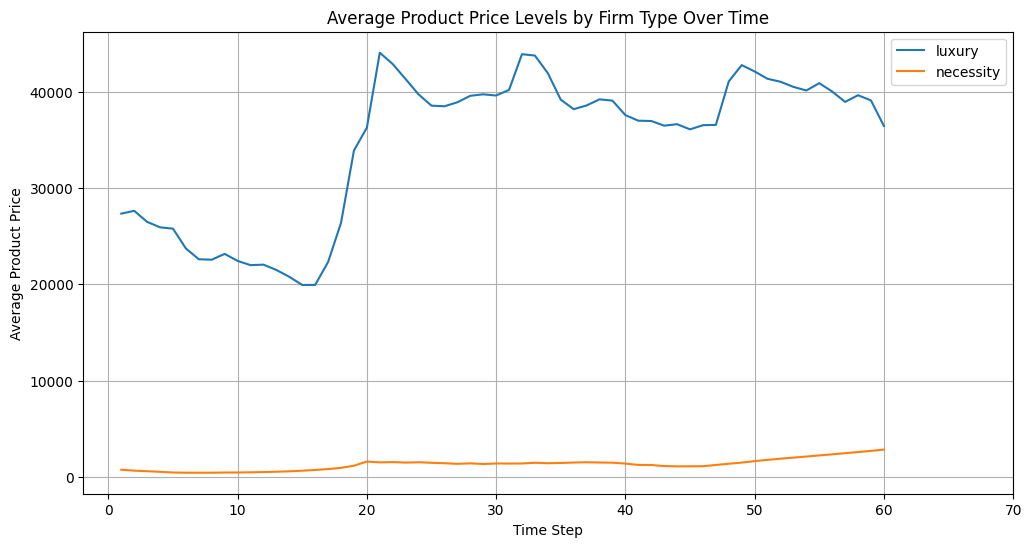 Average Product Price Levels by Firm Type Over Time
luxury
necessity
Average Product Price
40000
30000
20000
10000
0
0 10 20 30 40 50 60 70
Time Step